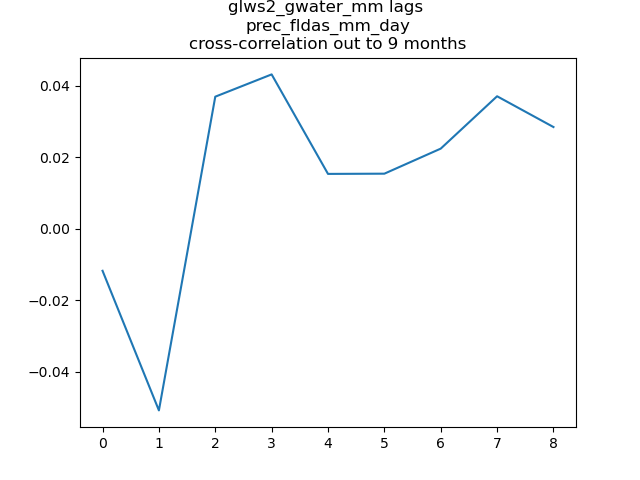 glws2_gwater_mm lags
prec_fldas_mm_day
cross-correlation out to 9 months
0.04
0.02
0.00
−0.02
−0.04
0 1 2 3 4 5 6 7 8